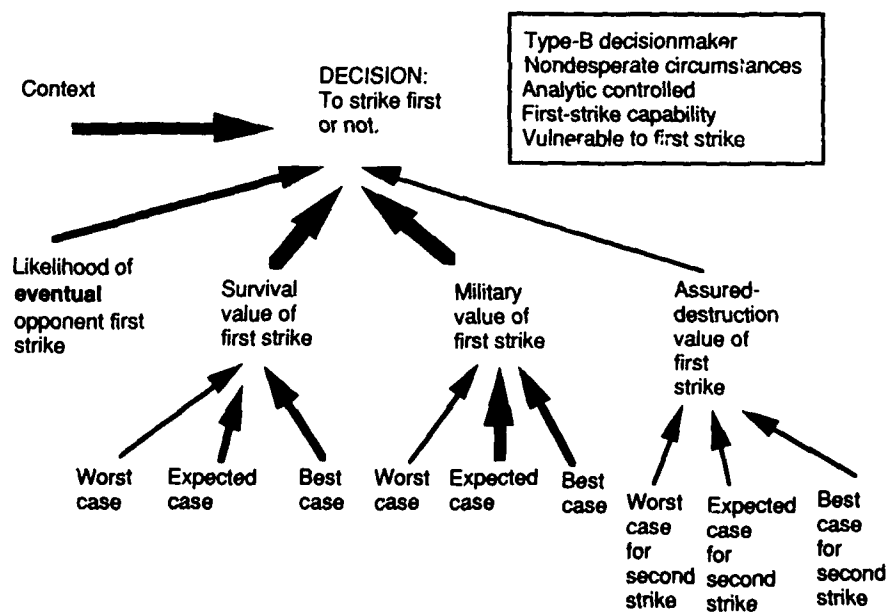 Type-B decisionmaker
Nondesperate circumstances
Analytic controlled
First-strike capability
Vulnerable to first strike
Context
DECISION:
To strike first
or not.
Likelihood of
eventual
opponent first
strike
Survival
value of
first strike
Military
value of
first strike
Assured-
destruction
value of
first
strike
Worst
case
Expected
case
Best
case
Worst
case
Expected
case
Best
case
Worst
case
for
second
strike
Expected
case
for
second
strike
Best
case
for
second
strike